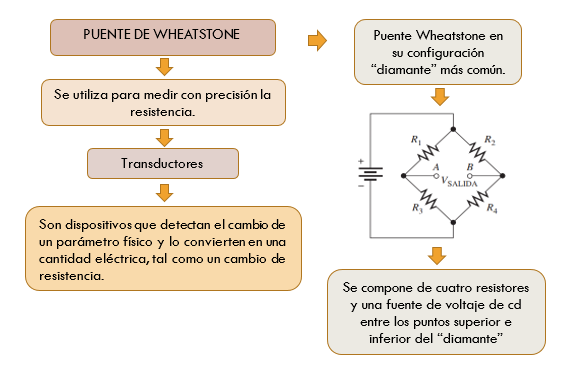 PUENTE DE WHEATSTONE
Se utiliza para medir con precisión la
resistencia.
Transductores
Son dispositivos que detectan el cambio de
un parámetro físico y lo convierten en una
cantidad eléctrica, tal como un cambio de
resistencia.
Puente Wheatstone en
su configuración
“diamante” más común.
R1
R2
+
A
B
VSALIDA
–
R3
R4
Se compone de cuatro resistores
y una fuente de voltaje de cd
entre los puntos superior e
inferior del “diamante”